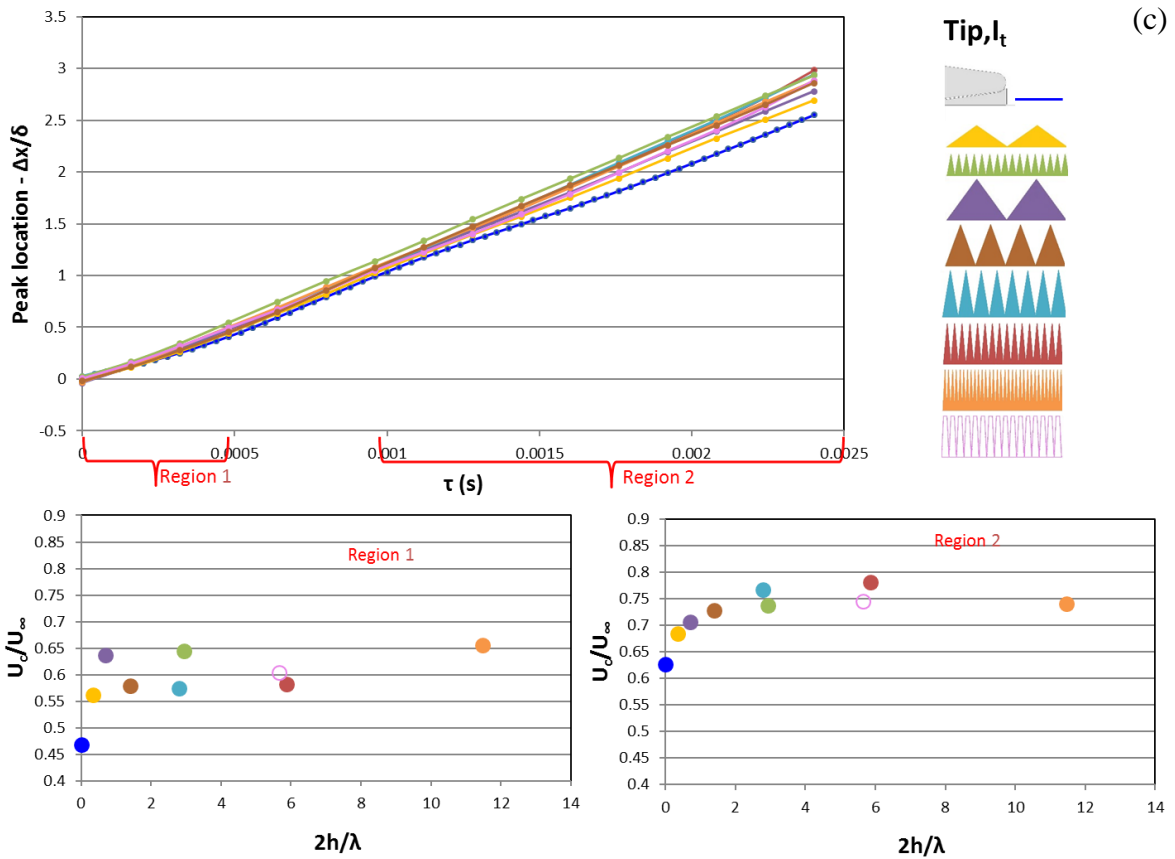 (c)
Tip,I_t
3.5
3
2.5
2
1.5
1
0.5
0
-0.5
Peak location - Δx/δ
0 0.0005 0.001 0.0015 0.002 0.0025
Region 1 Region 2
τ (s)
0.9
0.85
0.8
0.75
0.7
0.65
0.6
0.55
0.5
0.45
0.4
U_c/U_∞
Region 1
0 2 4 6 8 10 12 14
2h/λ
0.9
0.85
0.8
0.75
0.7
0.65
0.6
0.55
0.5
0.45
0.4
U_c/U_∞
Region 2
0 2 4 6 8 10 12 14
2h/λ